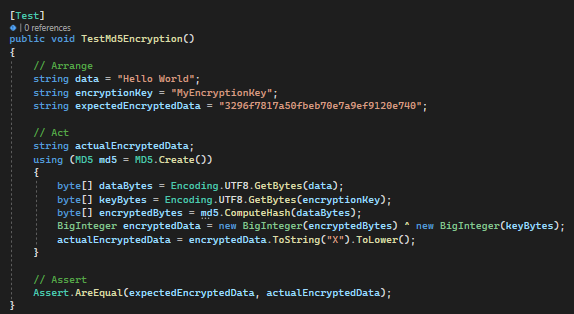 [Test]
| 0 references
public void TestMd5Encryption()
{
// Arrange
string data = "Hello World";
string encryptionKey = "MyEncryptionKey";
string expectedEncryptedData = "3296f7817a50fbeb70e7a9ef9120e740";
// Act
string actualEncryptedData;
using (MD5 md5 = MD5.Create())
{
byte[] dataBytes = Encoding.UTF8.GetBytes(data);
byte[] keyBytes = Encoding.UTF8.GetBytes(encryptionKey);
byte[] encryptedBytes = md5.ComputeHash(dataBytes);
BigInteger encryptedData = new BigInteger(encryptedBytes) ^ new BigInteger(keyBytes);
actualEncryptedData = encryptedData.ToString("X").ToLower();
}
// Assert
Assert.AreEqual(expectedEncryptedData, actualEncryptedData);
}